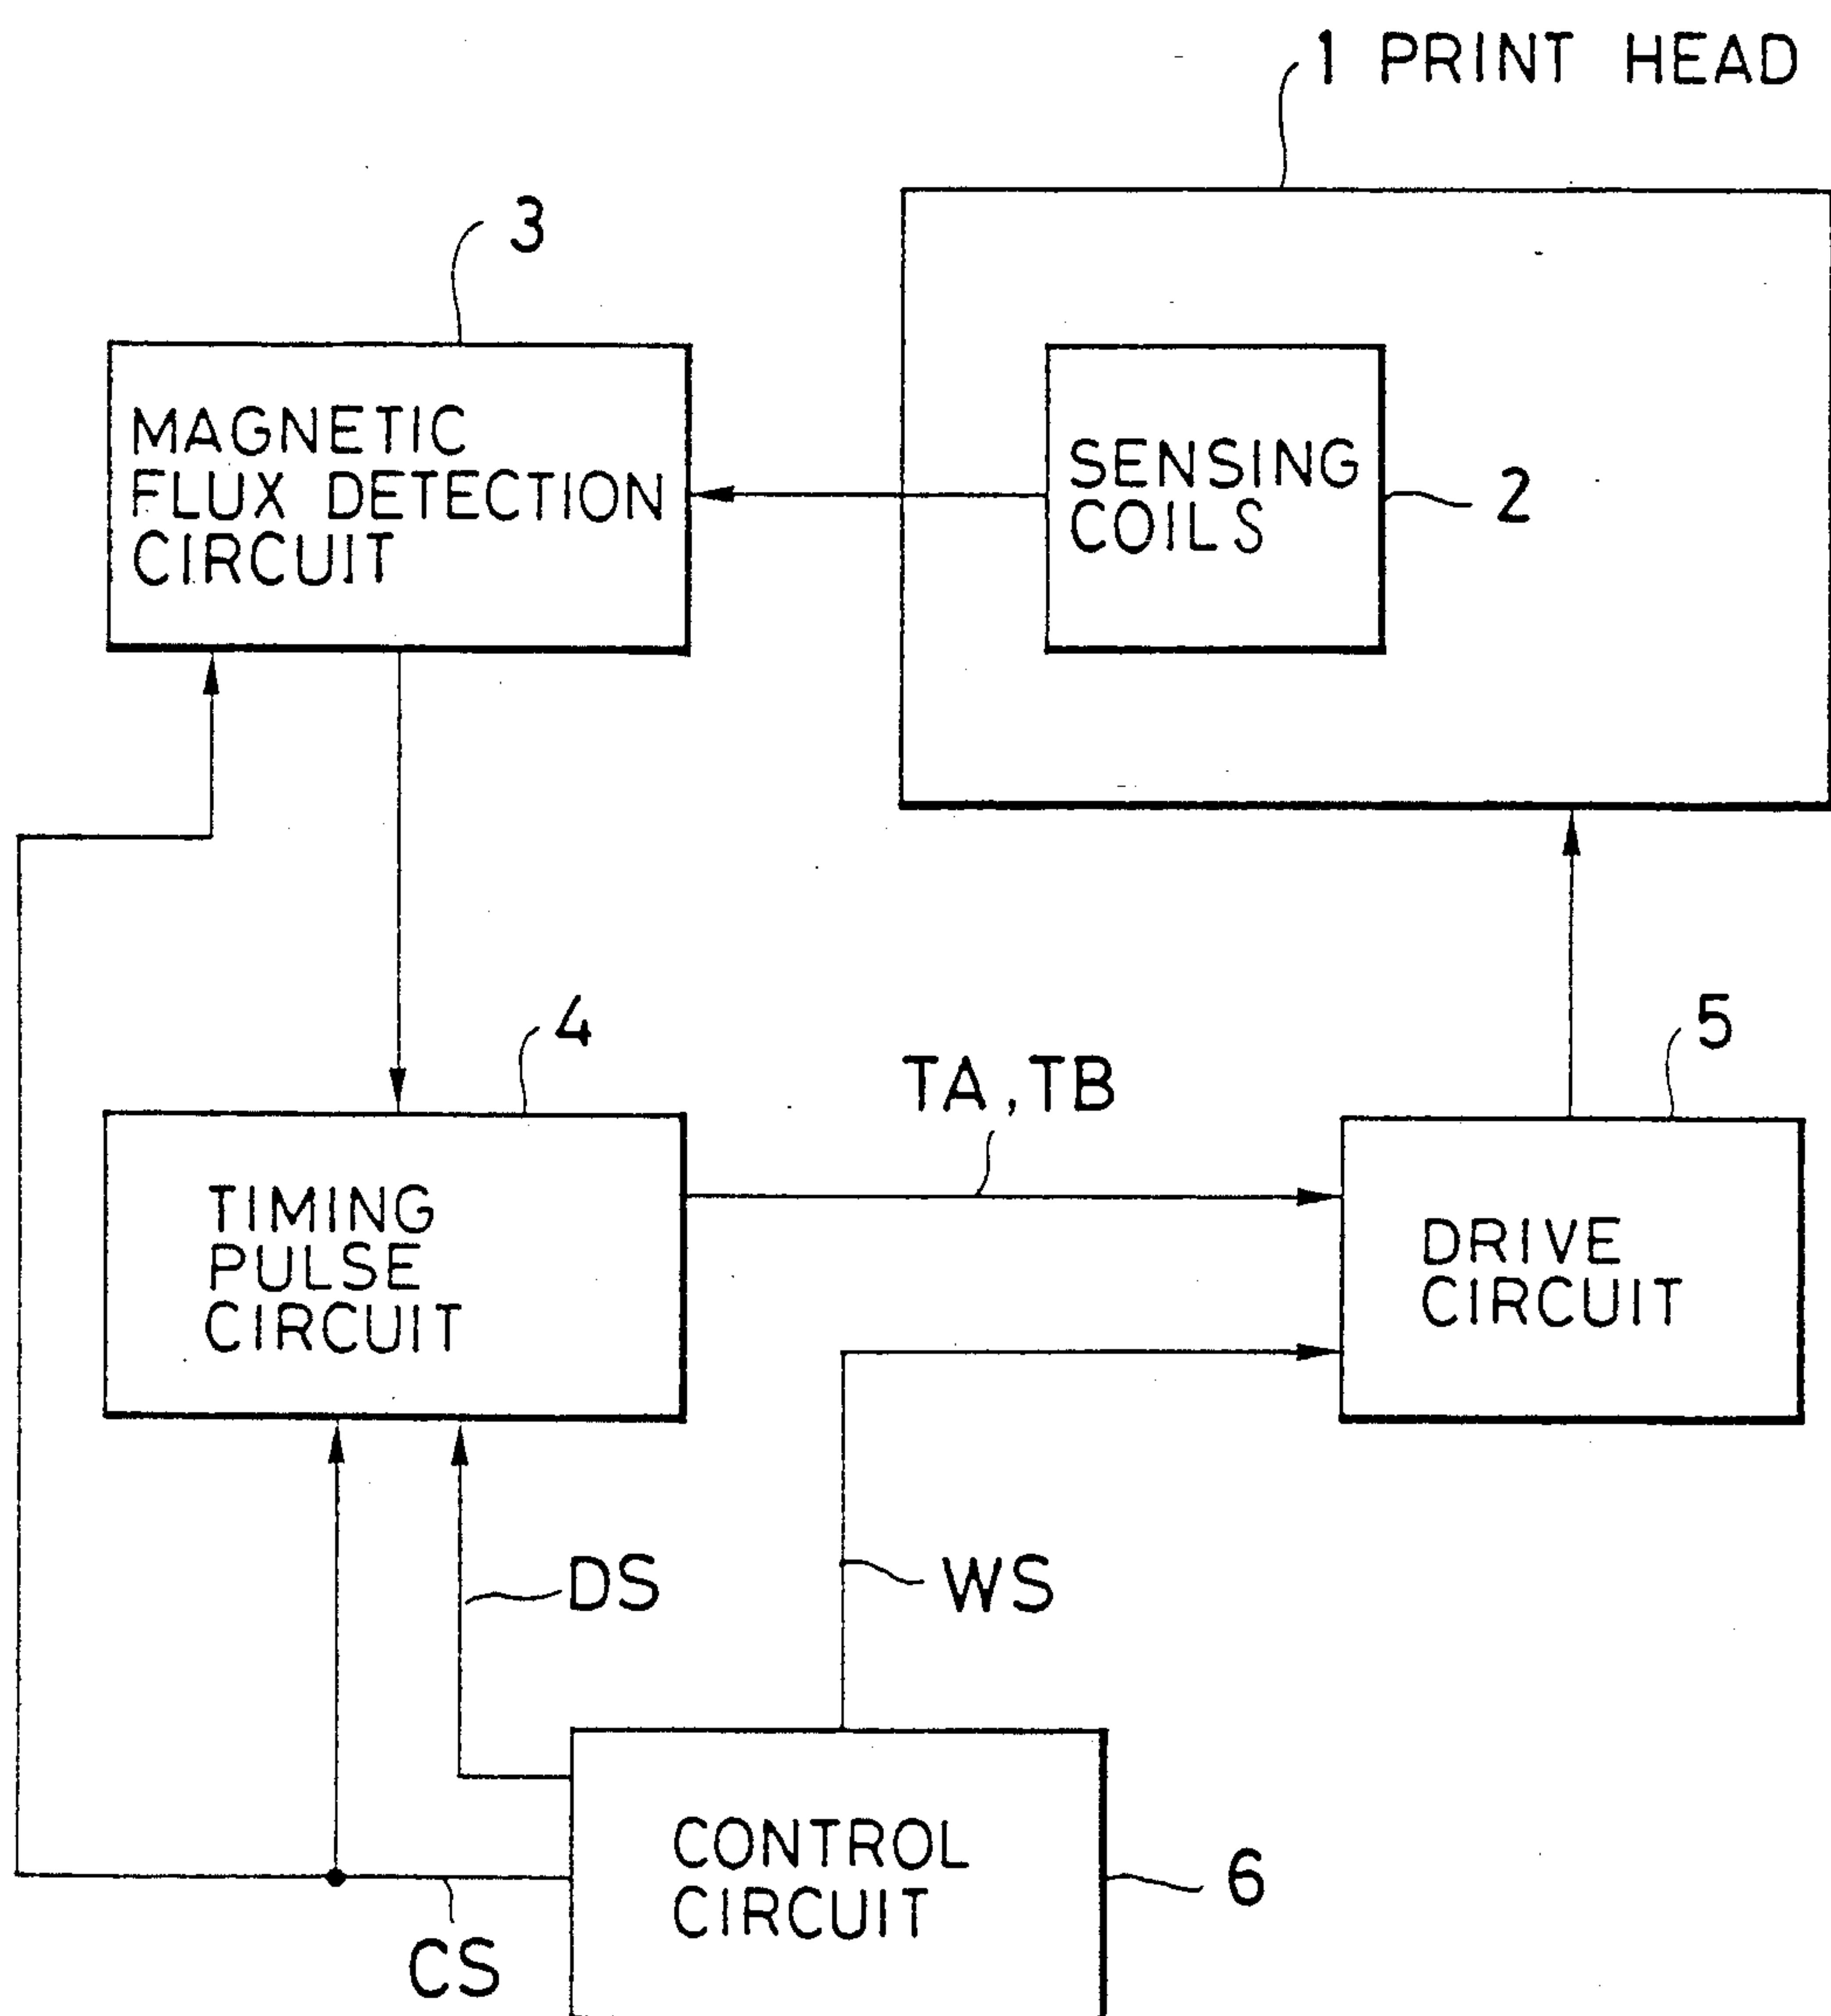 1 PRINT HEAD
3
MAGNETIC
FLUX DETECTION
CIRCUIT
SENSING
COILS
2
4
TA, TB
5
TIMING
PULSE
CIRCUIT
DRIVE
CIRCUIT
DS
WS
CONTROL
CIRCUIT
6
CS